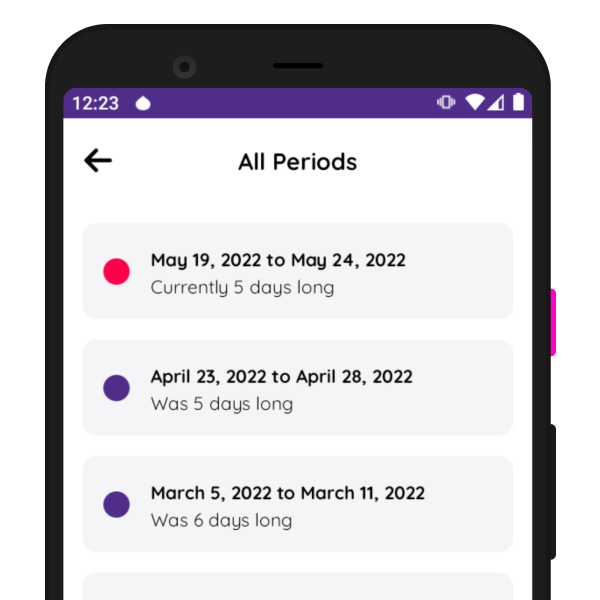 12:23
All Periods
May 19, 2022 to May 24, 2022
Currently 5 days long
April 23, 2022 to April 28, 2022
Was 5 days long
March 5, 2022 to March 11, 2022
Was 6 days long